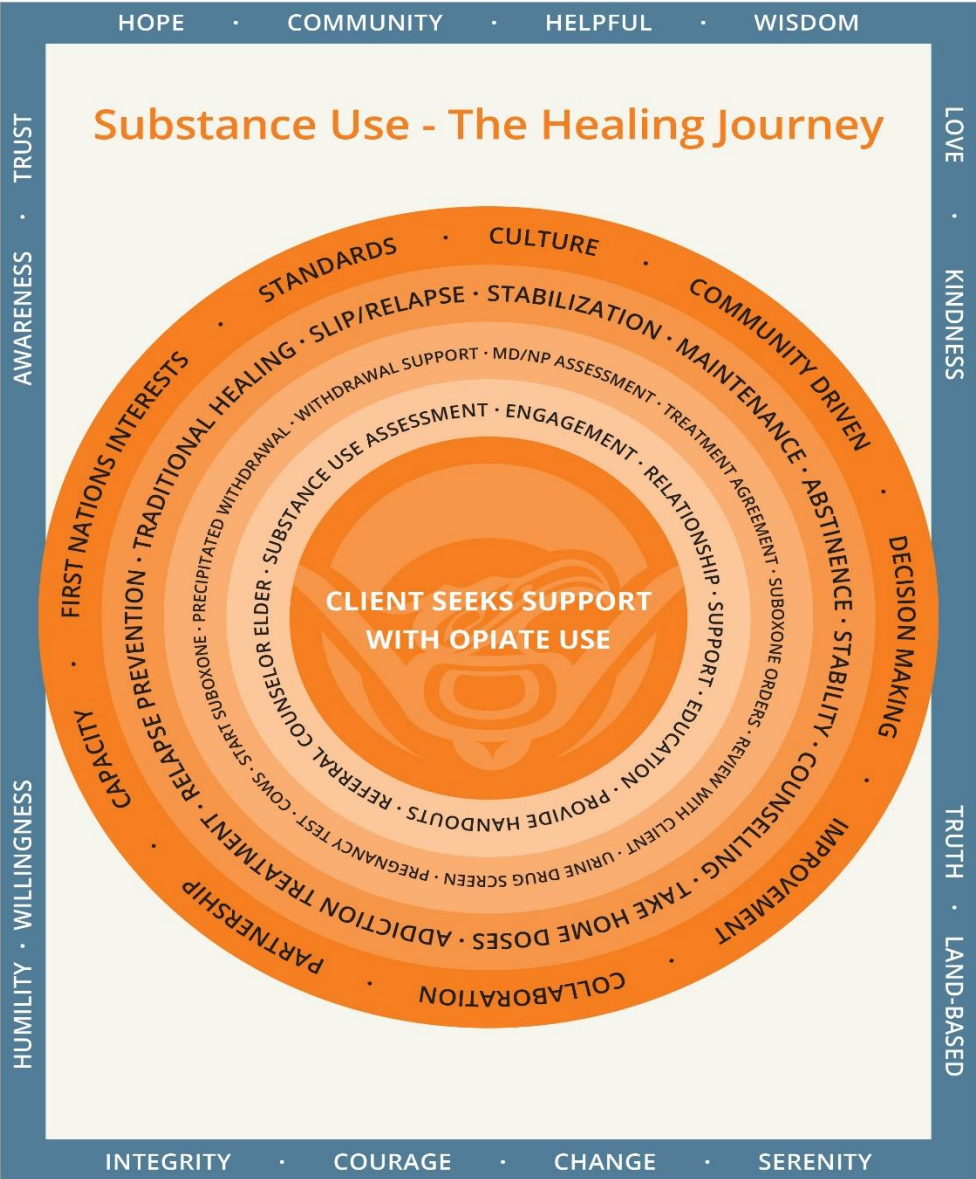 HOPE · COMMUNITY · HELPFUL · WISDOM
TRUST · AWARENESS
HUMILITY · WILLINGNESS
LOVE · KINDNESS
TRUTH · LAND-BASED
Substance Use - The Healing Journey
CULTURE · COMMUNITY DRIVEN · DECISION MAKING · IMPROVEMENT · COLLABORATION · PARTNERSHIP · CAPACITY · FIRST NATIONS INTERESTS · STANDARDS ·
STABILIZATION · MAINTENANCE · ABSTINENCE · STABILITY · COUNSELLING · TAKE HOME DOSES · ADDICTION TREATMENT · RELAPSE PREVENTION · TRADITIONAL HEALING · SLIP/RELAPSE ·
MD/NP ASSESSMENT · TREATMENT AGREEMENT · SUBOXONE ORDERS · REVIEW WITH CLIENT · URINE DRUG SCREEN · PREGNANCY TEST · COWS · START SUBOXONE · PRECIPITATED WITHDRAWAL · WITHDRAWAL SUPPORT ·
ENGAGEMENT · RELATIONSHIP · SUPPORT · EDUCATION · PROVIDE HANDOUTS · REFERRAL COUNSELOR ELDER · SUBSTANCE USE ASSESSMENT ·
CLIENT SEEKS SUPPORT
WITH OPIATE USE
INTEGRITY · COURAGE · CHANGE · SERENITY